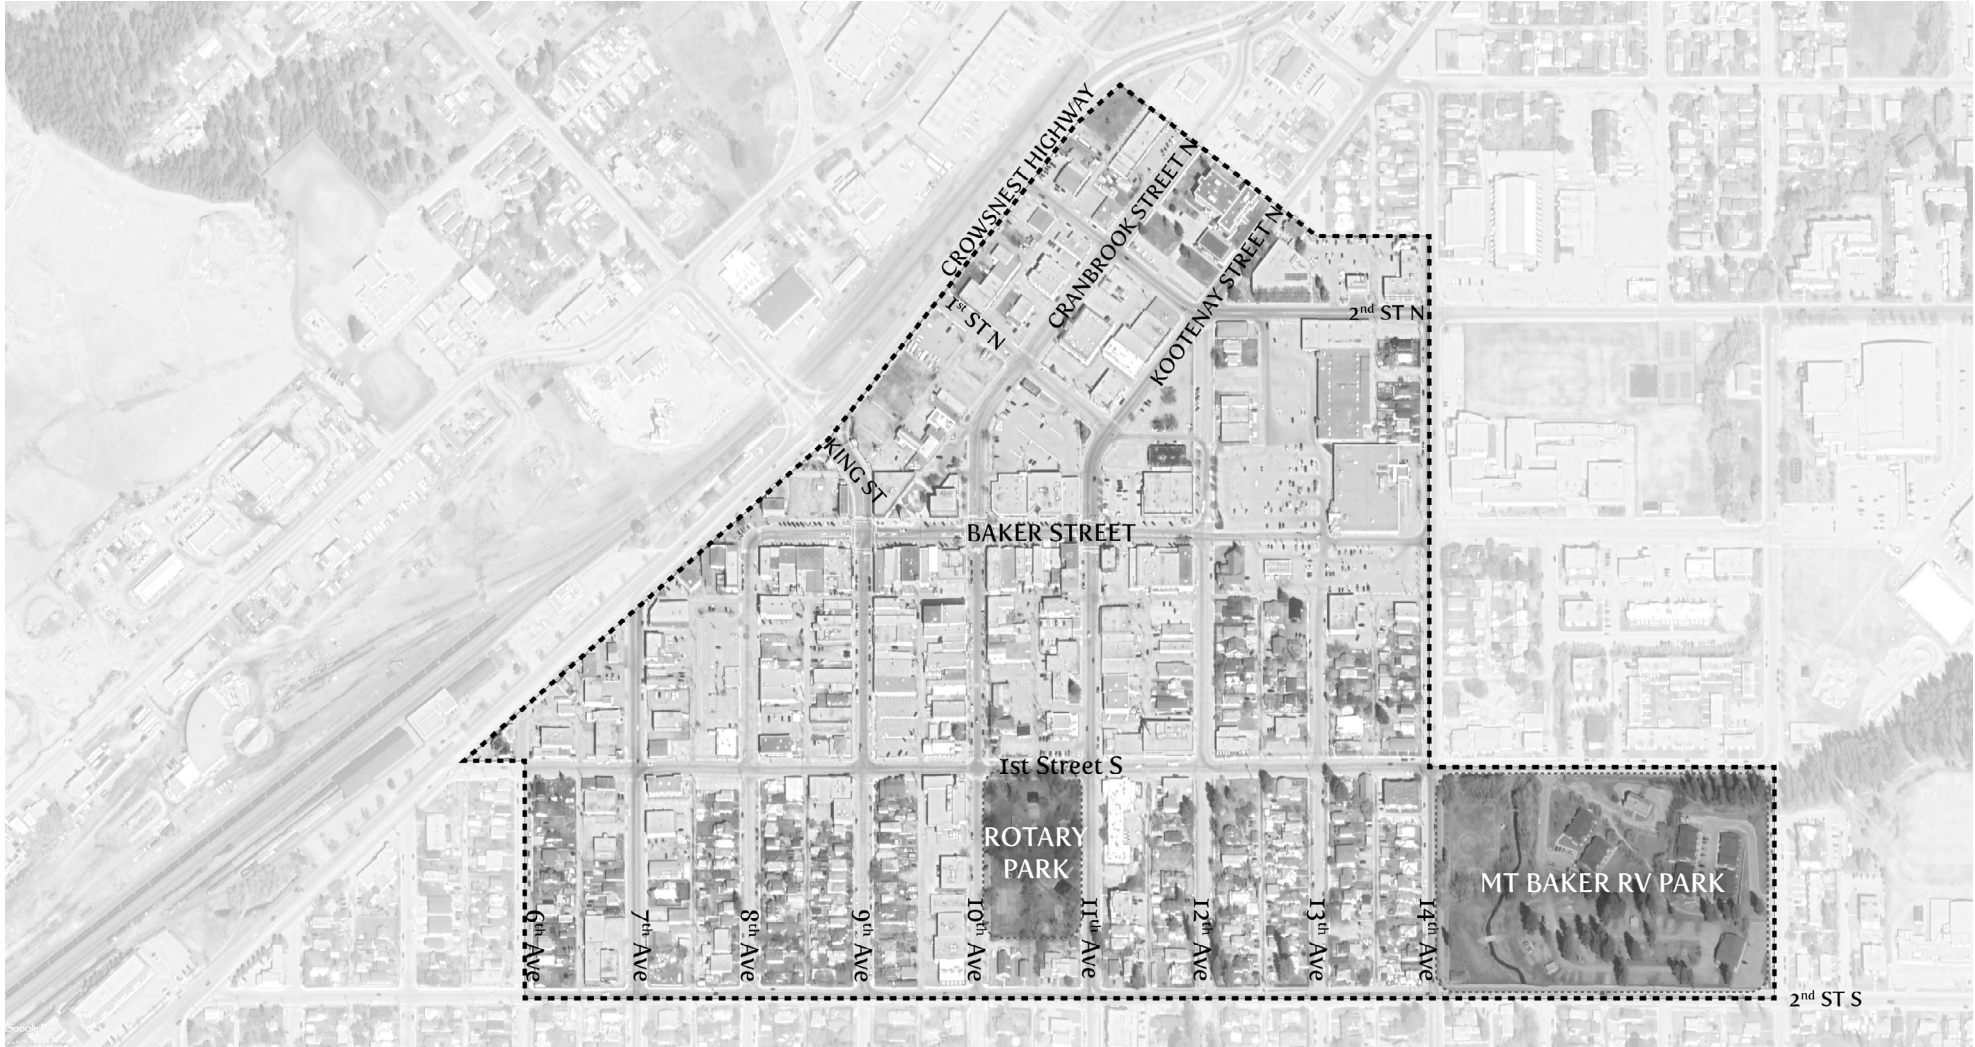 CROWSNEST HIGHWAY
CRANBROOK STREET N
KOOTENAY STREET N
1st ST N
2nd ST N
KING ST
BAKER STREET
1st Street S
ROTARY
PARK
MT BAKER RV PARK
6th Ave
7th Ave
8th Ave
9th Ave
10th Ave
11th Ave
12th Ave
13th Ave
14th Ave
2nd ST S